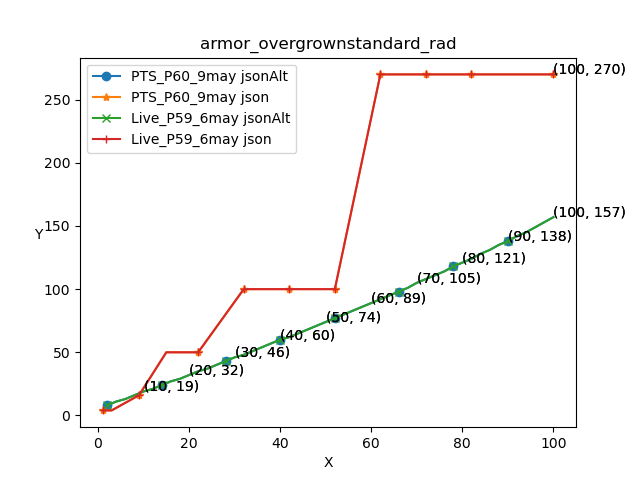 armor_overgrownstandard_rad
PTS_P60_9may jsonAlt
PTS_P60_9may json
Live_P59_6may jsonAlt
Live_P59_6may json
(100, 270)
(100, 157)
(90, 138)
(80, 121)
(70, 105)
(60, 89)
(50, 74)
(40, 60)
(30, 46)
(20, 32)
(10, 19)
Y
250
200
150
100
50
0
0 20 40 60 80 100
X